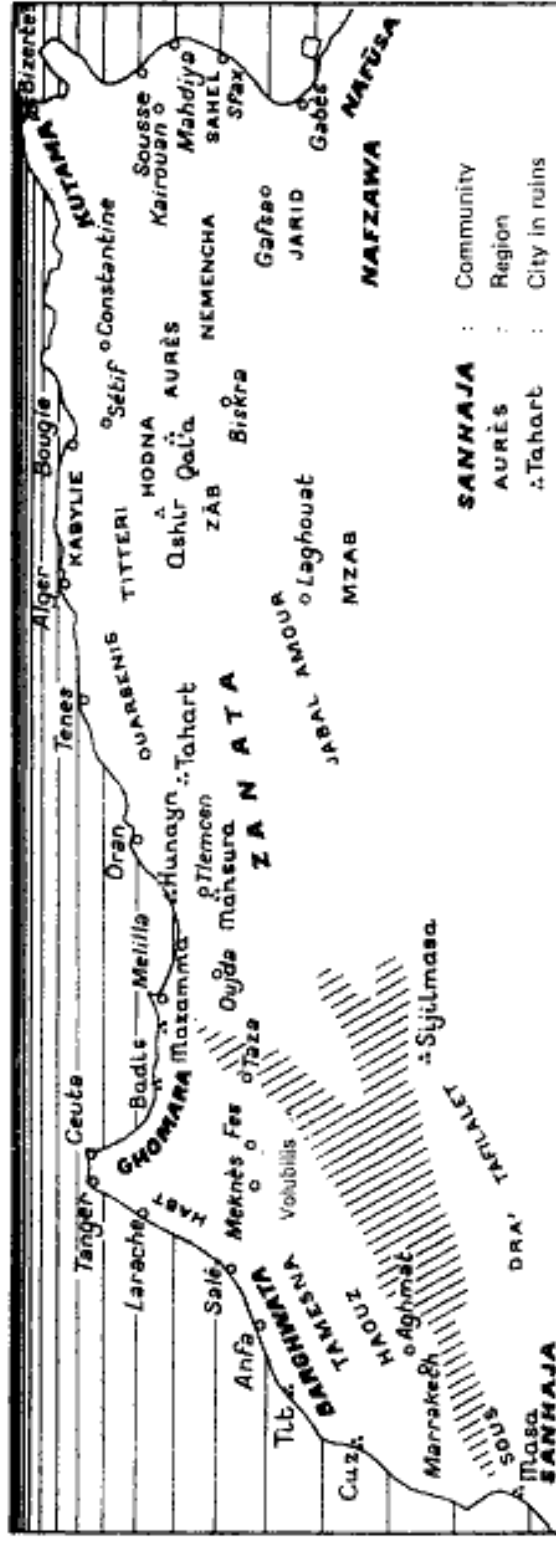 Bizerte
KUTAMA
Constantine
Sousse
Kairouan
Mahdiya
SAHEL
Sfax
Gabès
NAFŪSA
NAFZAWA
Gafsa
JARID
NEMENCHA
AURÈS
Biskra
Sétif
HODNA
Qal'a
Ashir
ZĀB
Bougie
KABYLIE
Alger
TITTERI
Laghouat
MZAB
JABAL AMOUR
OUARSENIS
Tenes
Tahart
ZANATA
Oran
Hunayn
Tlemcen
Mansura
Oujda
Melilla
Mazamma
Badis
Taza
Sijilmasa
TAFILALET
Ceuta
Tanger
GHOMARA
HABT
Larache
Fes
Meknès
Volubilis
Salé
BARGHWATA
Anfa
TAMESNA
HAOUZ
Aghmat
Marrakech
Tit
Cuz
DRA'
SOUS
Masa
SANHAJA
SANHAJA : Community
AURÈS : Region
Tahart : City in ruins